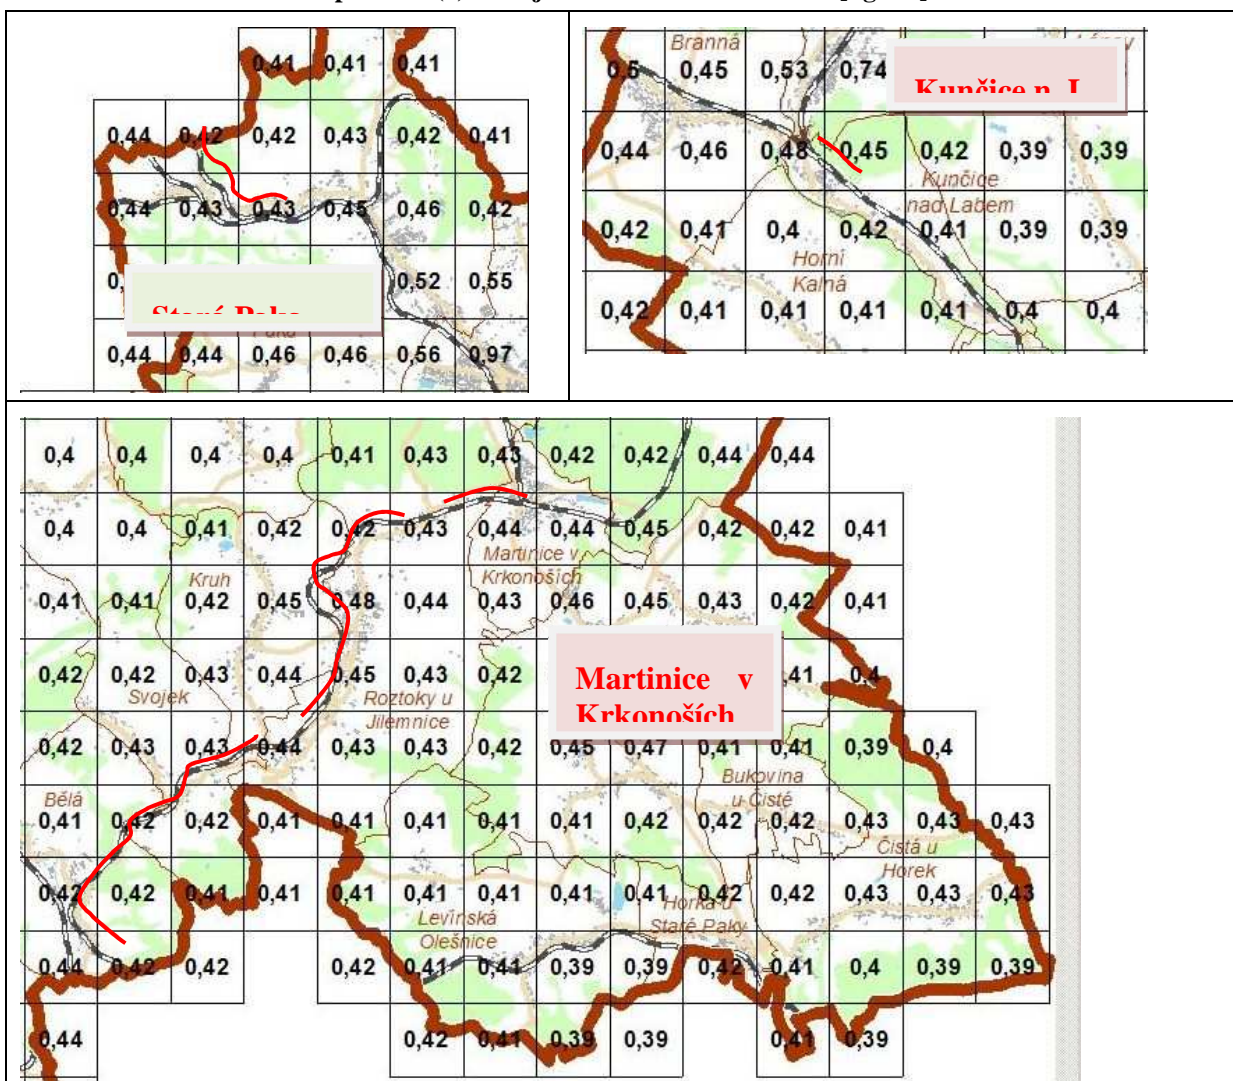 0,41 0,41 0,41
0,44 0,42 0,42 0,43 0,42 0,41
0,44 0,43 0,43 0,45 0,46 0,42
0,52 0,55
Stará Paka
0,44 0,44 0,46 0,46 0,56 0,97
Branná
0,5 0,45 0,53 0,74
Kunčice n. L
0,44 0,46 0,48 0,45 0,42 0,39 0,39
Kunčice
nad Labem
0,42 0,41 0,4 0,42 0,41 0,39 0,39
Horní
Kalná
0,42 0,41 0,41 0,41 0,41 0,4 0,4
0,4 0,4 0,4 0,4 0,41 0,43 0,43 0,42 0,42 0,44 0,44
0,4 0,4 0,41 0,42 0,42 0,43 0,44 0,44 0,45 0,42 0,42 0,41
Martinice v
Krkonoších
Kruh
0,41 0,41 0,42 0,45 0,48 0,44 0,43 0,46 0,45 0,43 0,42 0,41
0,42 0,42 0,43 0,44 0,45 0,43 0,42 ,41 0,4
Martinice v
Krkonoších
Svojek
Roztoky u
Jilemnice
0,42 0,43 0,43 0,44 0,43 0,43 0,42 0,45 0,47 0,41 0,41 0,39 0,4
Bukovina
u Čisté
Bělá
0,41 0,42 0,42 0,41 0,41 0,41 0,41 0,41 0,42 0,42 0,42 0,43 0,43 0,43
Čistá u
Horek
0,42 0,42 0,41 0,41 0,41 0,41 0,41 0,41 0,41 0,42 0,42 0,43 0,43 0,43
Levínská
Olešnice
Horka u
Staré Paky
0,44 0,42 0,42 0,42 0,41 0,41 0,39 0,39 0,42 0,41 0,4 0,39 0,39
0,44 0,42 0,41 0,39 0,39 0,41 0,39